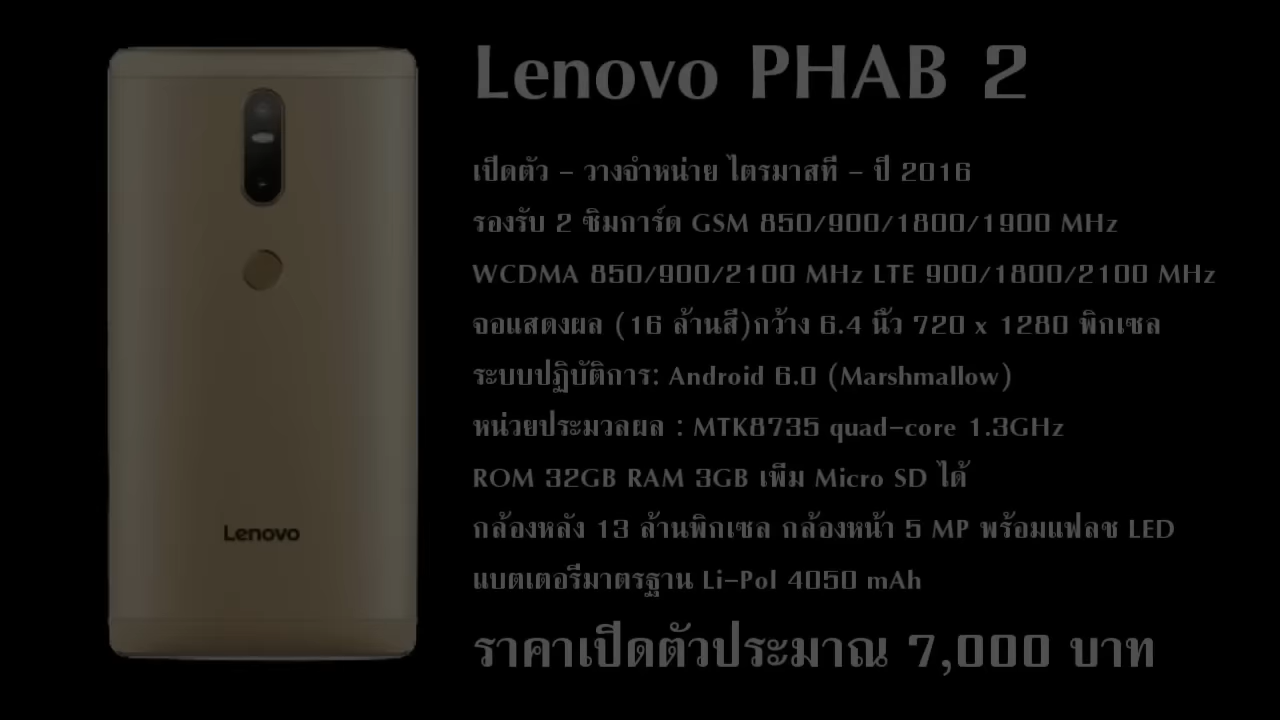 Lenovo PHAB 2
เปิดตัว - วางจำหน่าย ไตรมาสที่ - ปี 2016
รองรับ 2 ซิมการ์ด GSM 850/900/1800/1900 MHz
WCDMA 850/900/2100 MHz LTE 900/1800/2100 MHz
จอแสดงผล (16 ล้านสี)กว้าง 6.4 นิ้ว 720 x 1280 พิกเซล
ระบบปฏิบัติการ: Android 6.0 (Marshmallow)
หน่วยประมวลผล : MTK8735 quad-core 1.3GHz
ROM 32GB RAM 3GB เพิ่ม Micro SD ได้
กล้องหลัง 13 ล้านพิกเซล กล้องหน้า 5 MP พร้อมแฟลช LED
แบตเตอรี่มาตรฐาน Li-Pol 4050 mAh
ราคาเปิดตัวประมาณ 7,000 บาท
Lenovo